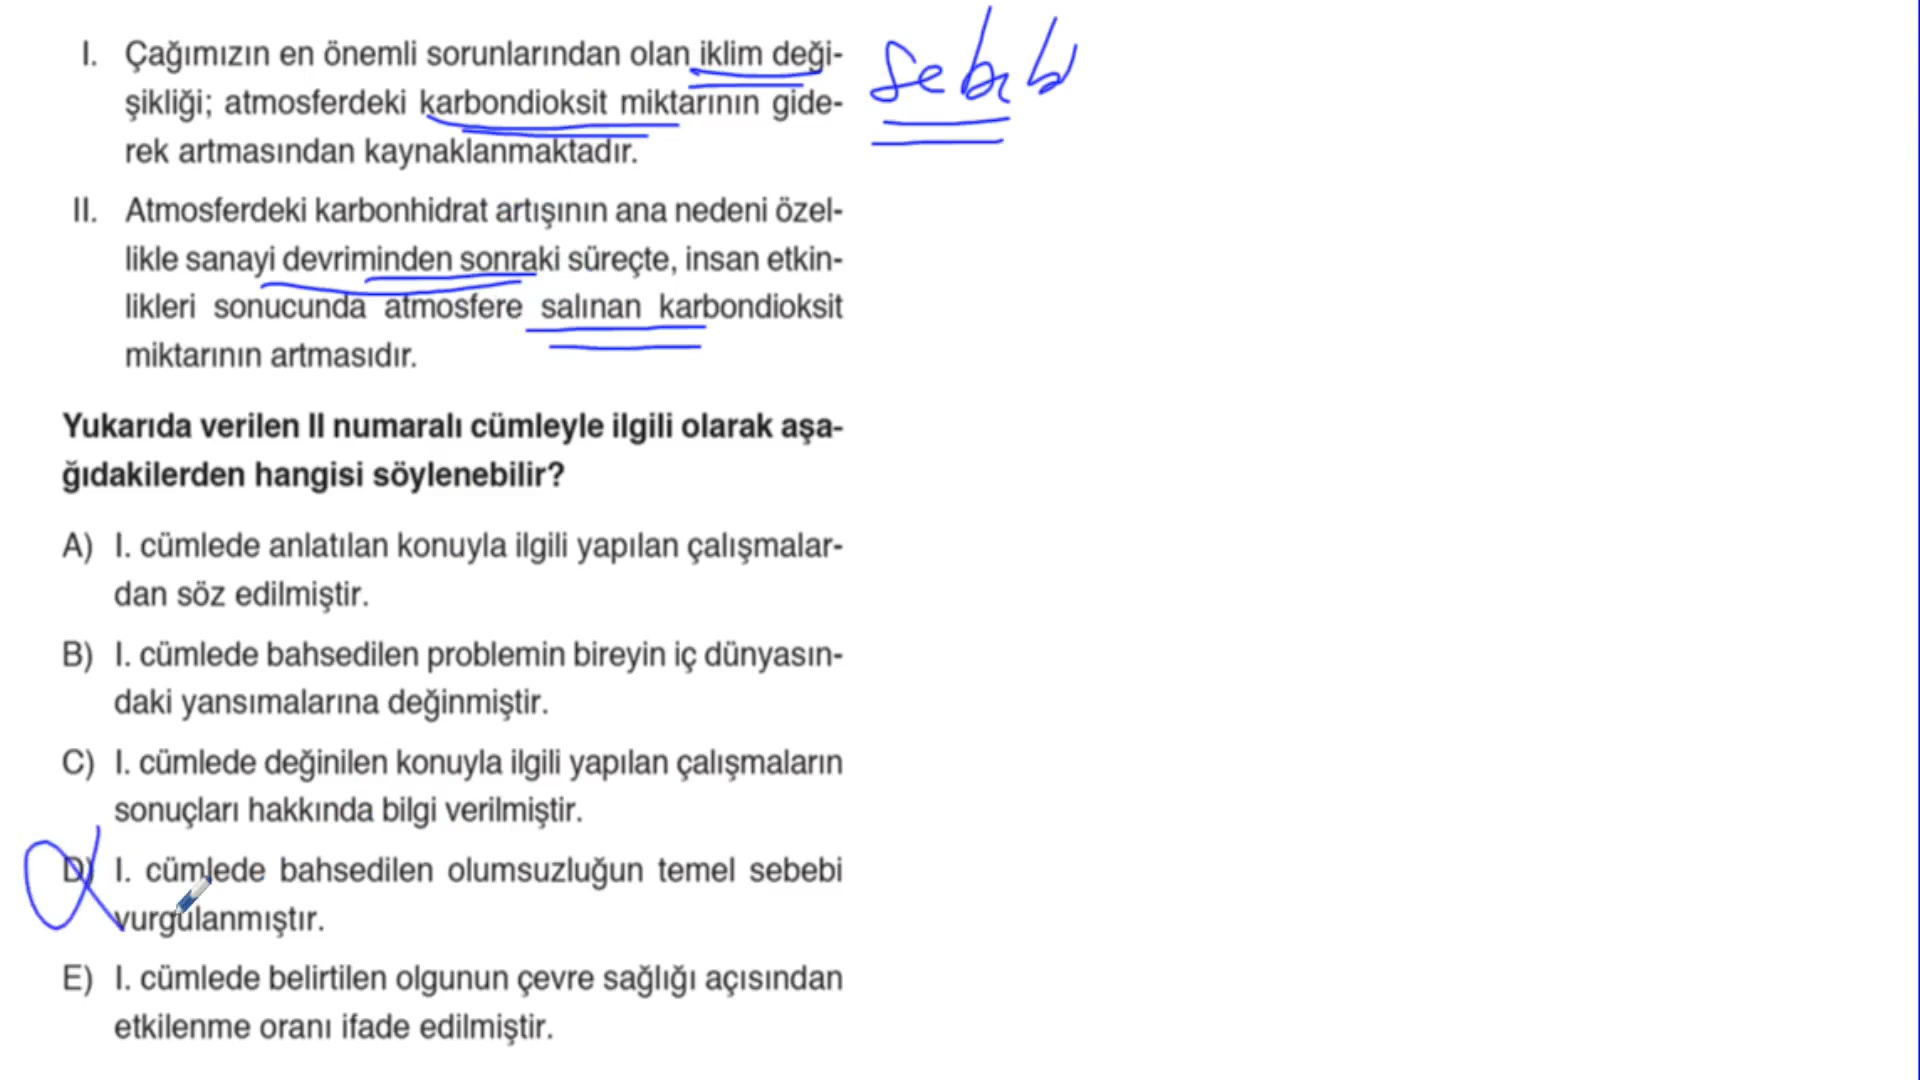 I. Çağımızın en önemli sorunlarından olan iklim deği-
şikliği; atmosferdeki karbondioksit miktarının gide-
rek artmasından kaynaklanmaktadır.
sebebi
II. Atmosferdeki karbonhidrat artışının ana nedeni özel-
likle sanayi devriminden sonraki süreçte, insan etkin-
likleri sonucunda atmosfere salınan karbondioksit
miktarının artmasıdır.
Yukarıda verilen II numaralı cümleyle ilgili olarak aşa-
ğıdakilerden hangisi söylenebilir?
A) I. cümlede anlatılan konuyla ilgili yapılan çalışmalar-
dan söz edilmiştir.
B) I. cümlede bahsedilen problemin bireyin iç dünyasın-
daki yansımalarına değinmiştir.
C) I. cümlede değinilen konuyla ilgili yapılan çalışmaların
sonuçları hakkında bilgi verilmiştir.
D) I. cümlede bahsedilen olumsuzluğun temel sebebi
vurgulanmıştır.
E) I. cümlede belirtilen olgunun çevre sağlığı açısından
etkilenme oranı ifade edilmiştir.